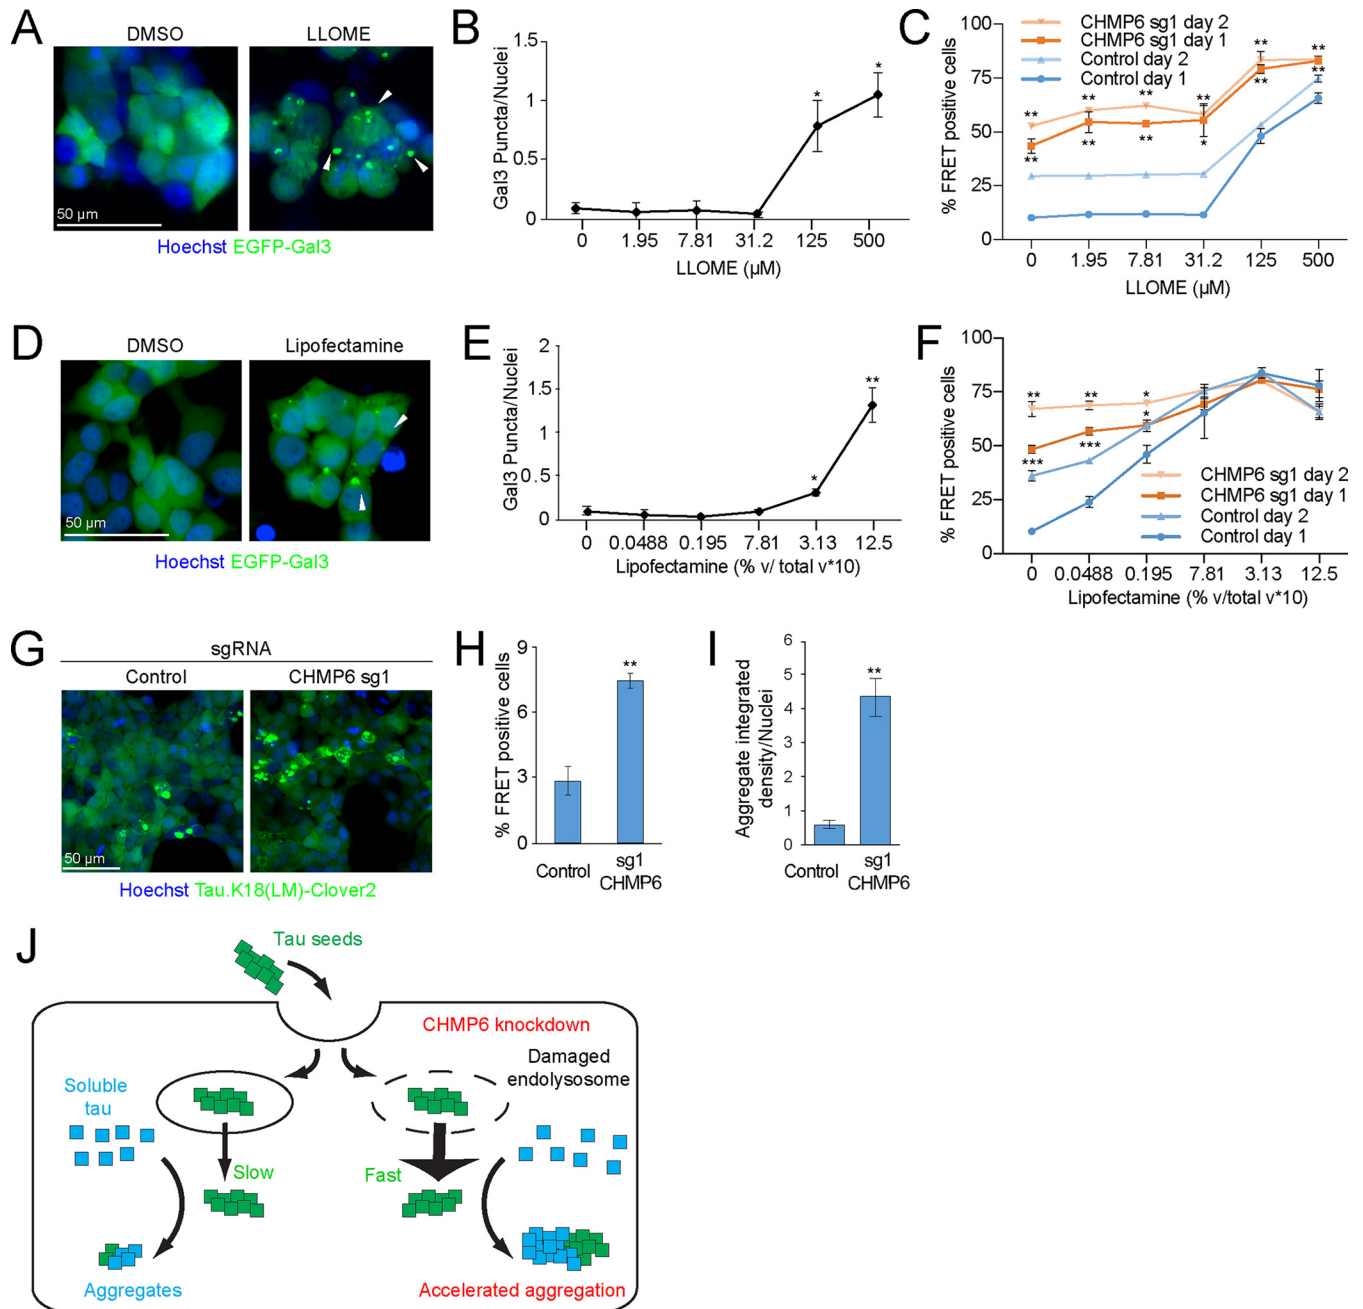 A
DMSO
LLOME
50 µm
Hoechst EGFP-Gal3
B
Gal3 Puncta/Nuclei
1.5
1
0.5
0
*
*
0 1.95 7.81 31.2 125 500
LLOME (µM)
C
% FRET positive cells
100
75
50
25
0
CHMP6 sg1 day 2
CHMP6 sg1 day 1
Control day 2
Control day 1
** ** ** ** ** **
** ** ** * ** **
0 1.95 7.81 31.2 125 500
LLOME (µM)
D
DMSO
Lipofectamine
50 µm
Hoechst EGFP-Gal3
E
Gal3 Puncta/Nuclei
2
1.5
1
0.5
0
*
**
0 0.0488 0.195 7.81 3.13 12.5
Lipofectamine (% v/ total v*10)
F
% FRET positive cells
100
75
50
25
0
** ** *
*** *** *
CHMP6 sg1 day 2
CHMP6 sg1 day 1
Control day 2
Control day 1
0 0.0488 0.195 7.81 3.13 12.5
Lipofectamine (% v/total v*10)
G
sgRNA
Control
CHMP6 sg1
50 µm
Hoechst Tau.K18(LM)-Clover2
H
% FRET positive cells
9
6
3
0
**
Control
sg1
CHMP6
I
Aggregate integrated
density/Nuclei
6
5
4
3
2
1
0
**
Control
sg1
CHMP6
J
Tau seeds
CHMP6 knockdown
Damaged
endolysosome
Soluble
tau
Slow
Fast
Aggregates
Accelerated aggregation